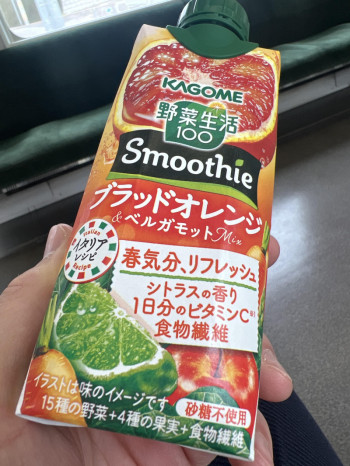 KAGOME
野菜生活
100
Smoothie
ブラッドオレンジ
&ベルガモットMix
Italian
イタリア
レシピ
Recipe
春気分、リフレッシュ
シトラスの香り
1日分のビタミンC※1
食物繊維
イラストは味のイメージです
15種の野菜+4種の果実+食物繊維
砂糖不使用